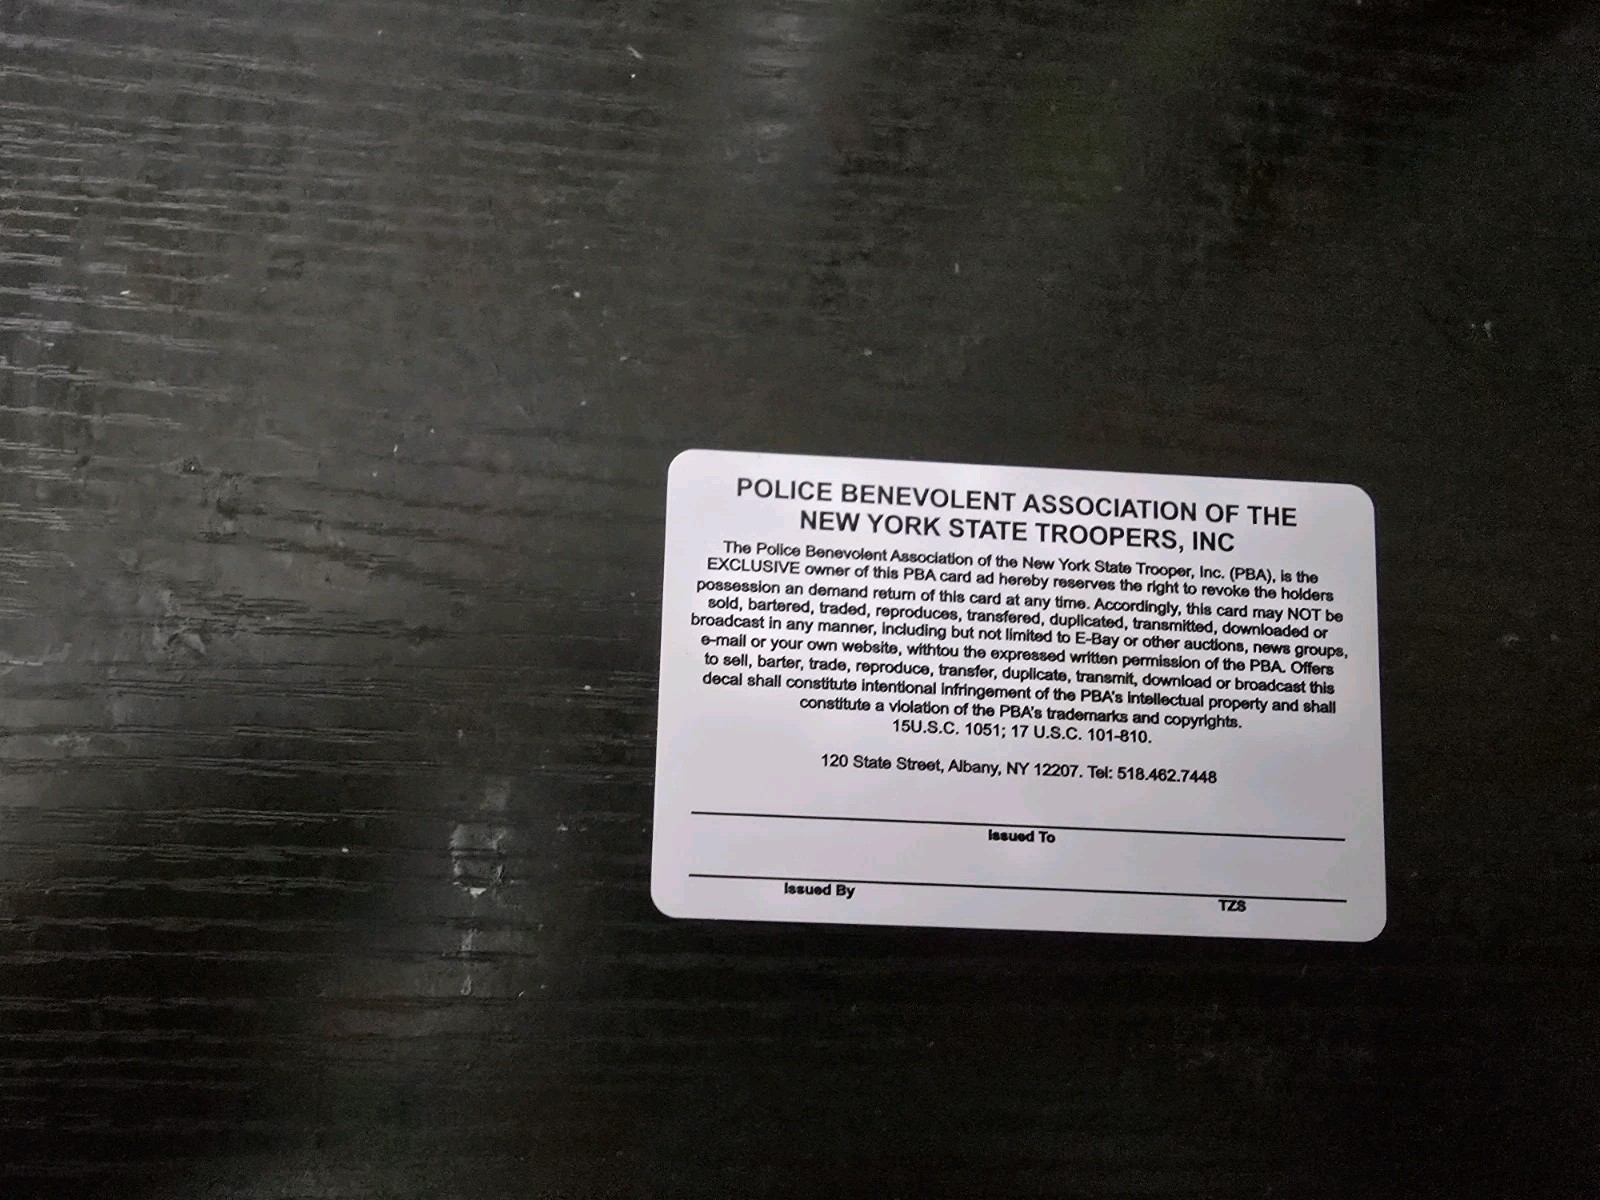 POLICE BENEVOLENT ASSOCIATION OF THE
NEW YORK STATE TROOPERS, INC
The Police Benevolent Association of the New York State Trooper, Inc. (PBA), is the
EXCLUSIVE owner of this PBA card ad hereby reserves the right to revoke the holders
possession an demand return of this card at any time. Accordingly, this card may NOT be
sold, bartered, traded, reproduces, transfered, duplicated, transmitted, downloaded or
broadcast in any manner, including but not limited to E-Bay or other auctions, news groups,
e-mail or your own website, withtou the expressed written permission of the PBA. Offers
to sell, barter, trade, reproduce, transfer, duplicate, transmit, download or broadcast this
decal shall constitute intentional infringement of the PBA's intellectual property and shall
constitute a violation of the PBA's trademarks and copyrights.
15U.S.C. 1051; 17 U.S.C. 101-810.
120 State Street, Albany, NY 12207. Tel: 518.462.7448
Issued To
Issued By TZS